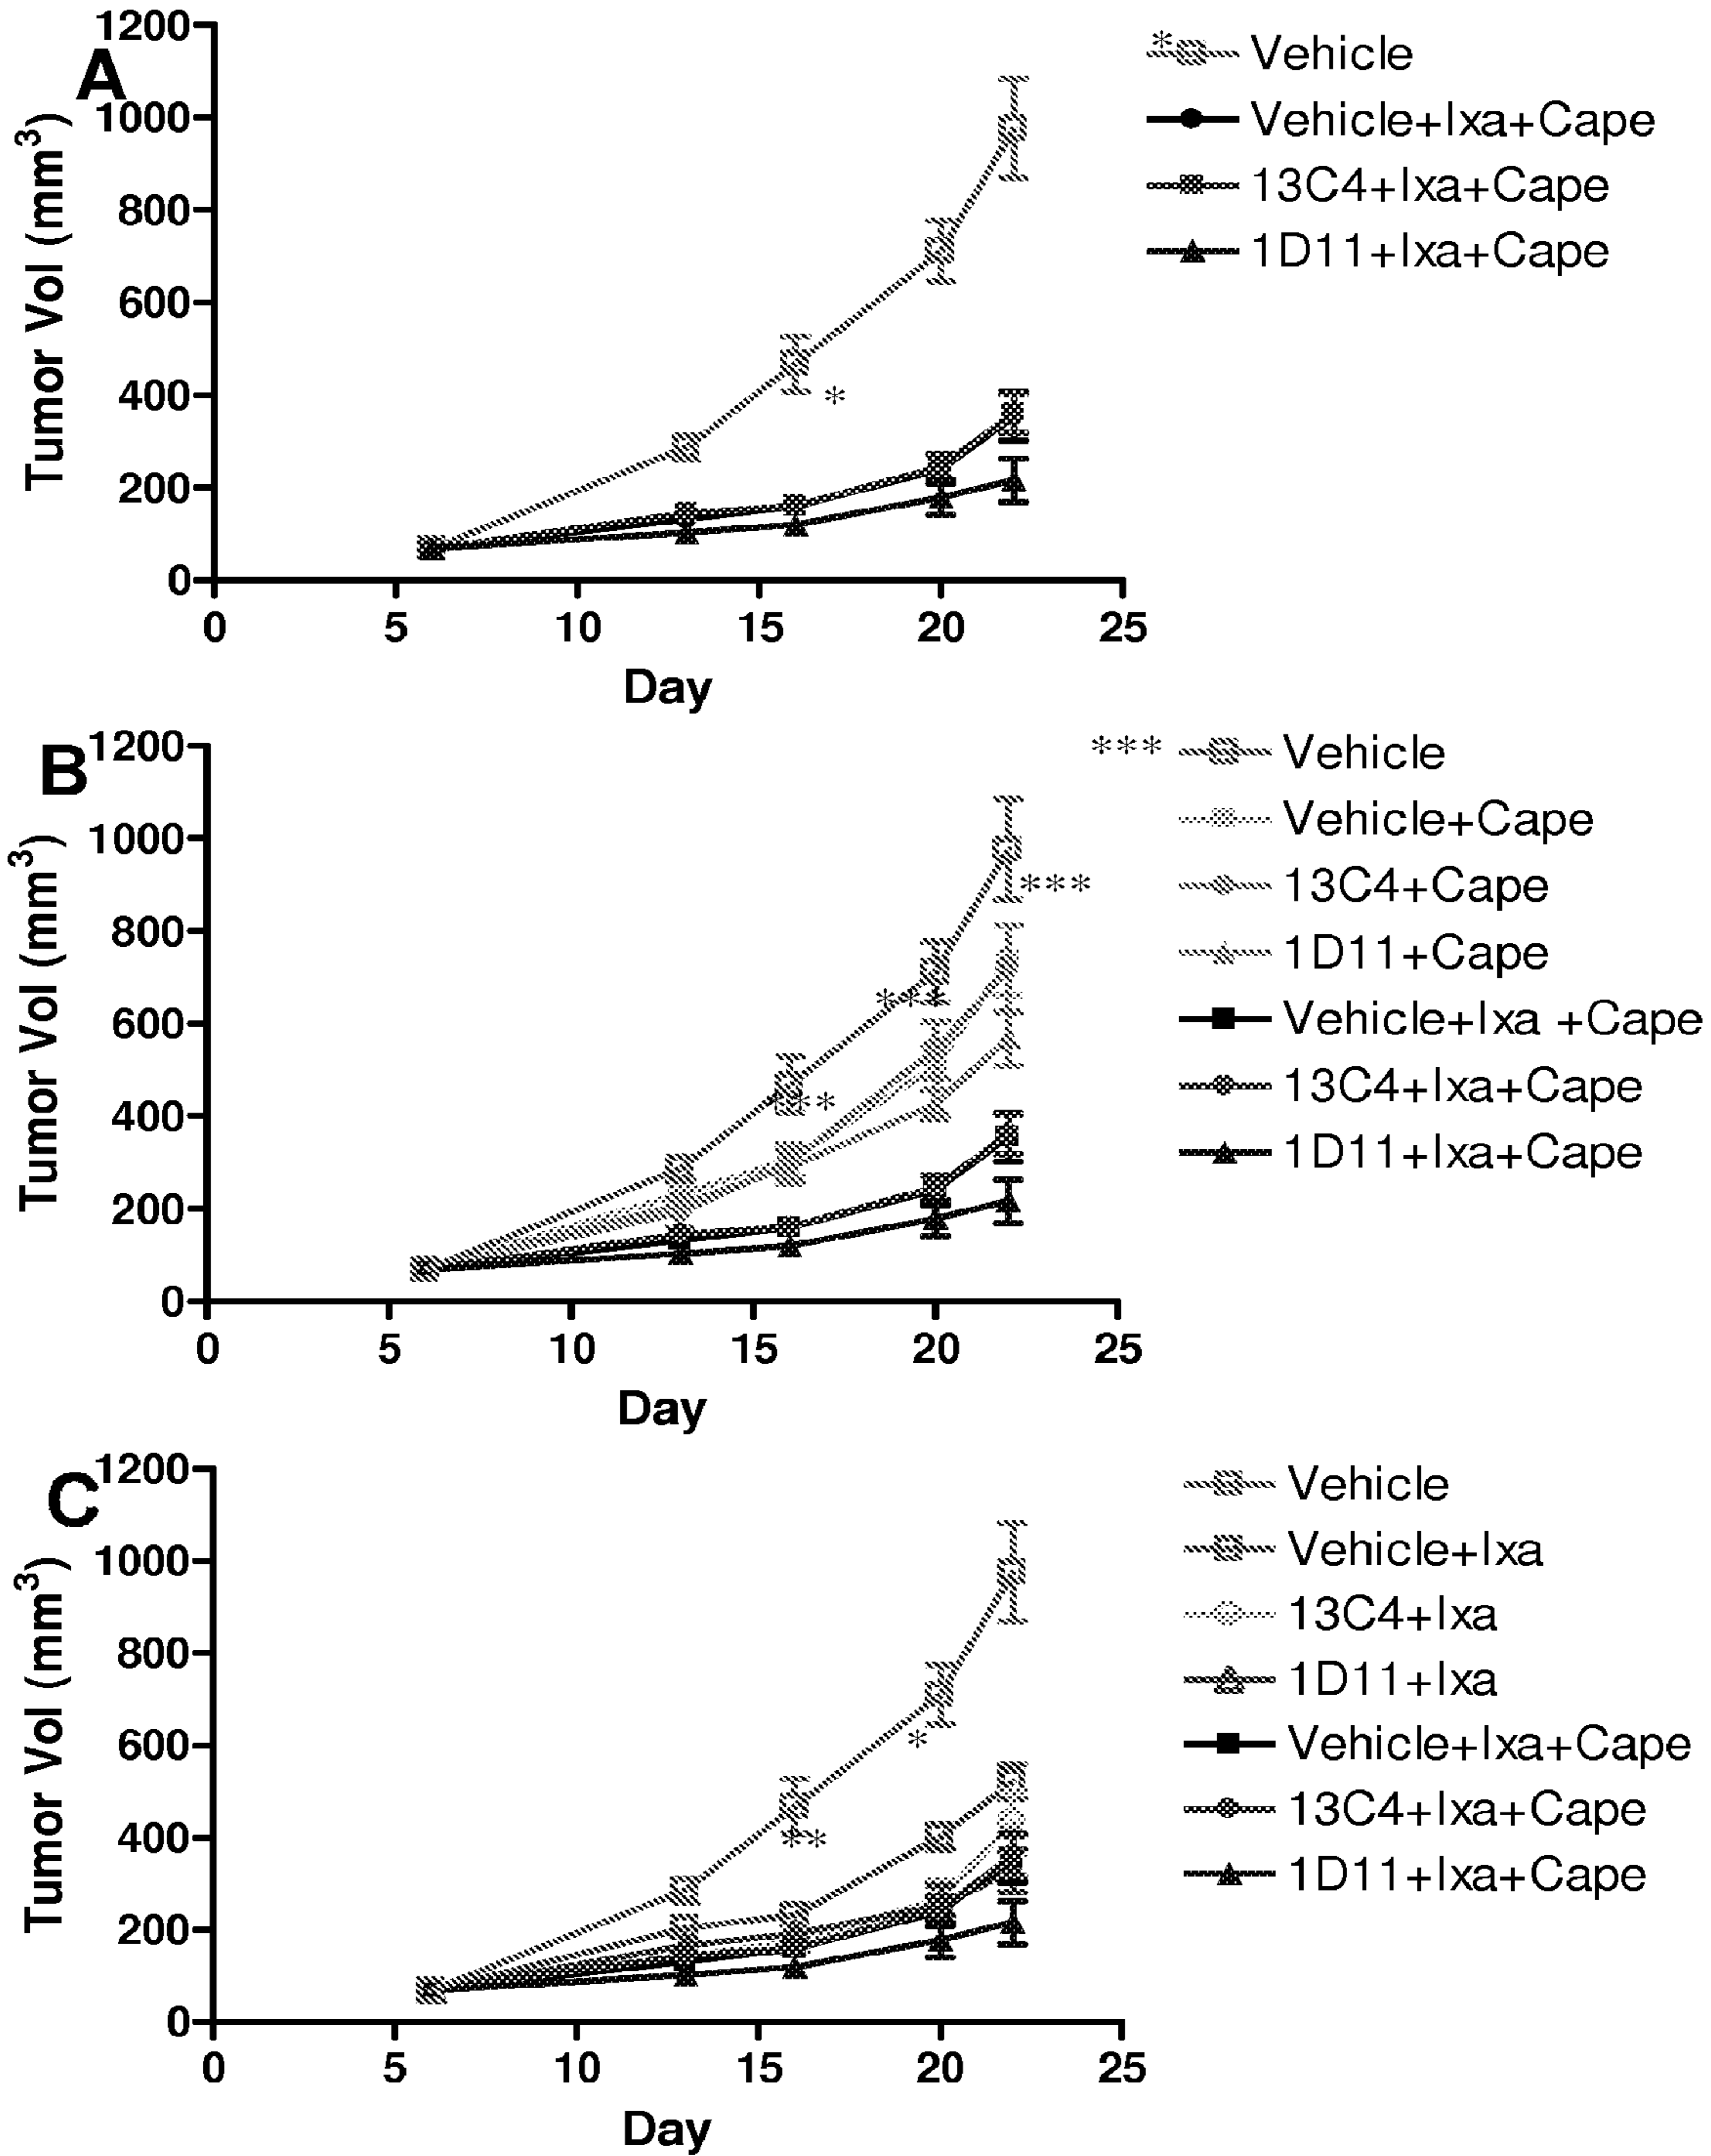 A
1200
1000
800
600
400
200
0
Tumor Vol (mm³)
0 5 10 15 20 25
Day
*
*
Vehicle
Vehicle+Ixa+Cape
13C4+Ixa+Cape
1D11+Ixa+Cape
B
1200
1000
800
600
400
200
0
Tumor Vol (mm³)
0 5 10 15 20 25
Day
***
***
***
***
Vehicle
Vehicle+Cape
13C4+Cape
1D11+Cape
Vehicle+Ixa +Cape
13C4+Ixa+Cape
1D11+Ixa+Cape
C
1200
1000
800
600
400
200
0
Tumor Vol (mm³)
0 5 10 15 20 25
Day
*
**
Vehicle
Vehicle+Ixa
13C4+Ixa
1D11+Ixa
Vehicle+Ixa+Cape
13C4+Ixa+Cape
1D11+Ixa+Cape